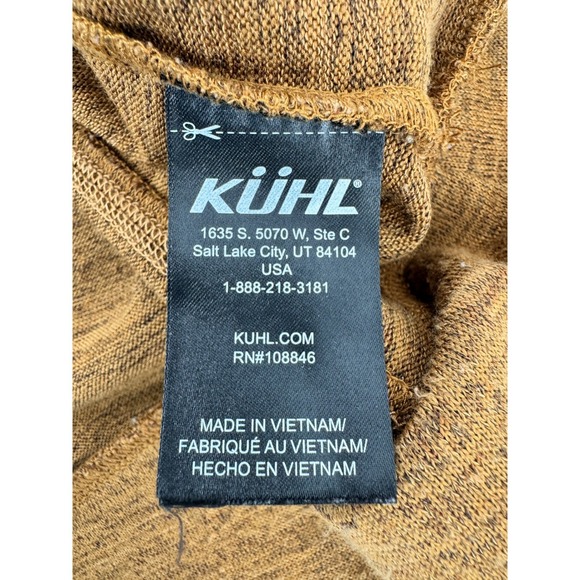 KÜHL®
1635 S. 5070 W, Ste C
Salt Lake City, UT 84104
USA
1-888-218-3181
KUHL.COM
RN#108846
MADE IN VIETNAM/
FABRIQUÉ AU VIETNAM/
HECHO EN VIETNAM